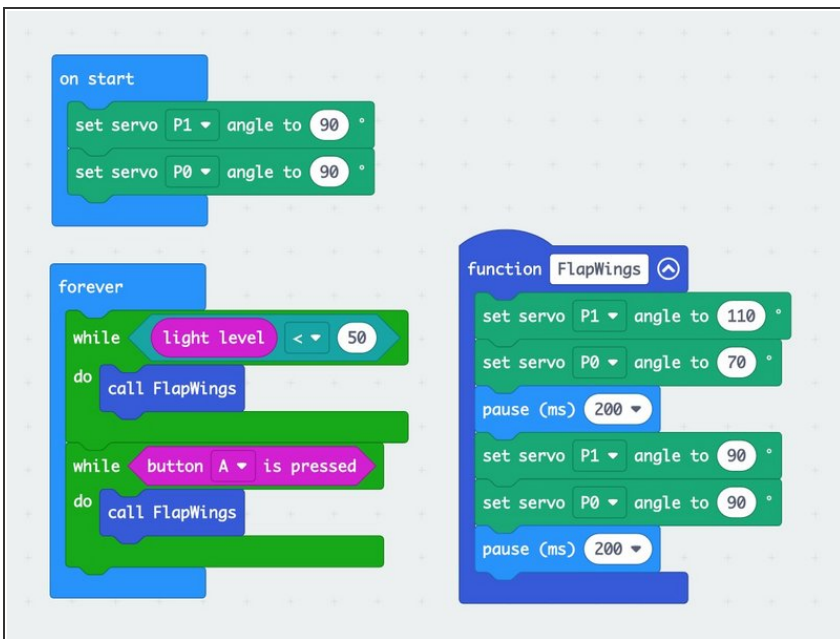 on start
set servo P1 angle to 90 °
set servo P0 angle to 90 °
forever
while light level < 50
do
call FlapWings
while button A is pressed
do
call FlapWings
function FlapWings
set servo P1 angle to 110 °
set servo P0 angle to 70 °
pause (ms) 200
set servo P1 angle to 90 °
set servo P0 angle to 90 °
pause (ms) 200